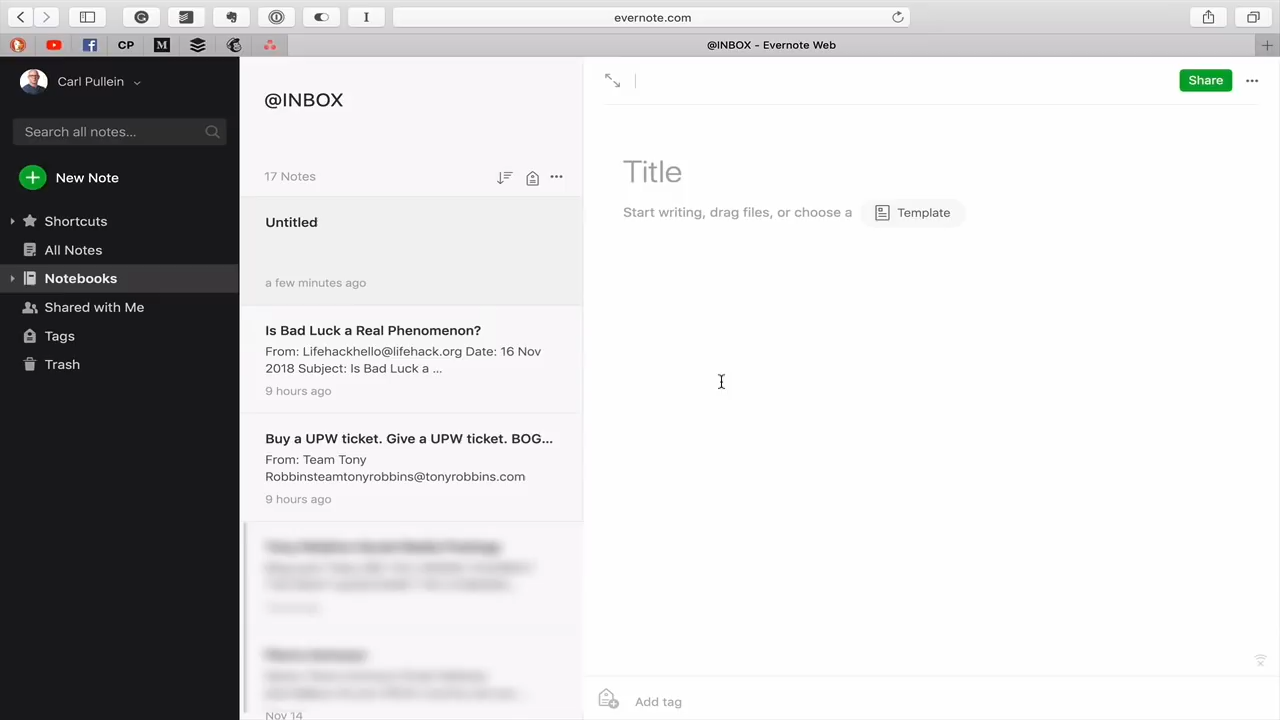 evernote.com
CP
M
@INBOX - Evernote Web
Carl Pullein
Search all notes...
New Note
Shortcuts
All Notes
Notebooks
Shared with Me
Tags
Trash
@INBOX
17 Notes
Untitled
a few minutes ago
Is Bad Luck a Real Phenomenon?
From: Lifehackhello@lifehack.org Date: 16 Nov
2018 Subject: Is Bad Luck a ...
9 hours ago
Buy a UPW ticket. Give a UPW ticket. BOG...
From: Team Tony
Robbinsteamtonyrobbins@tonyrobbins.com
9 hours ago
Nov 14
Share
Title
Start writing, drag files, or choose a
Template
Add tag